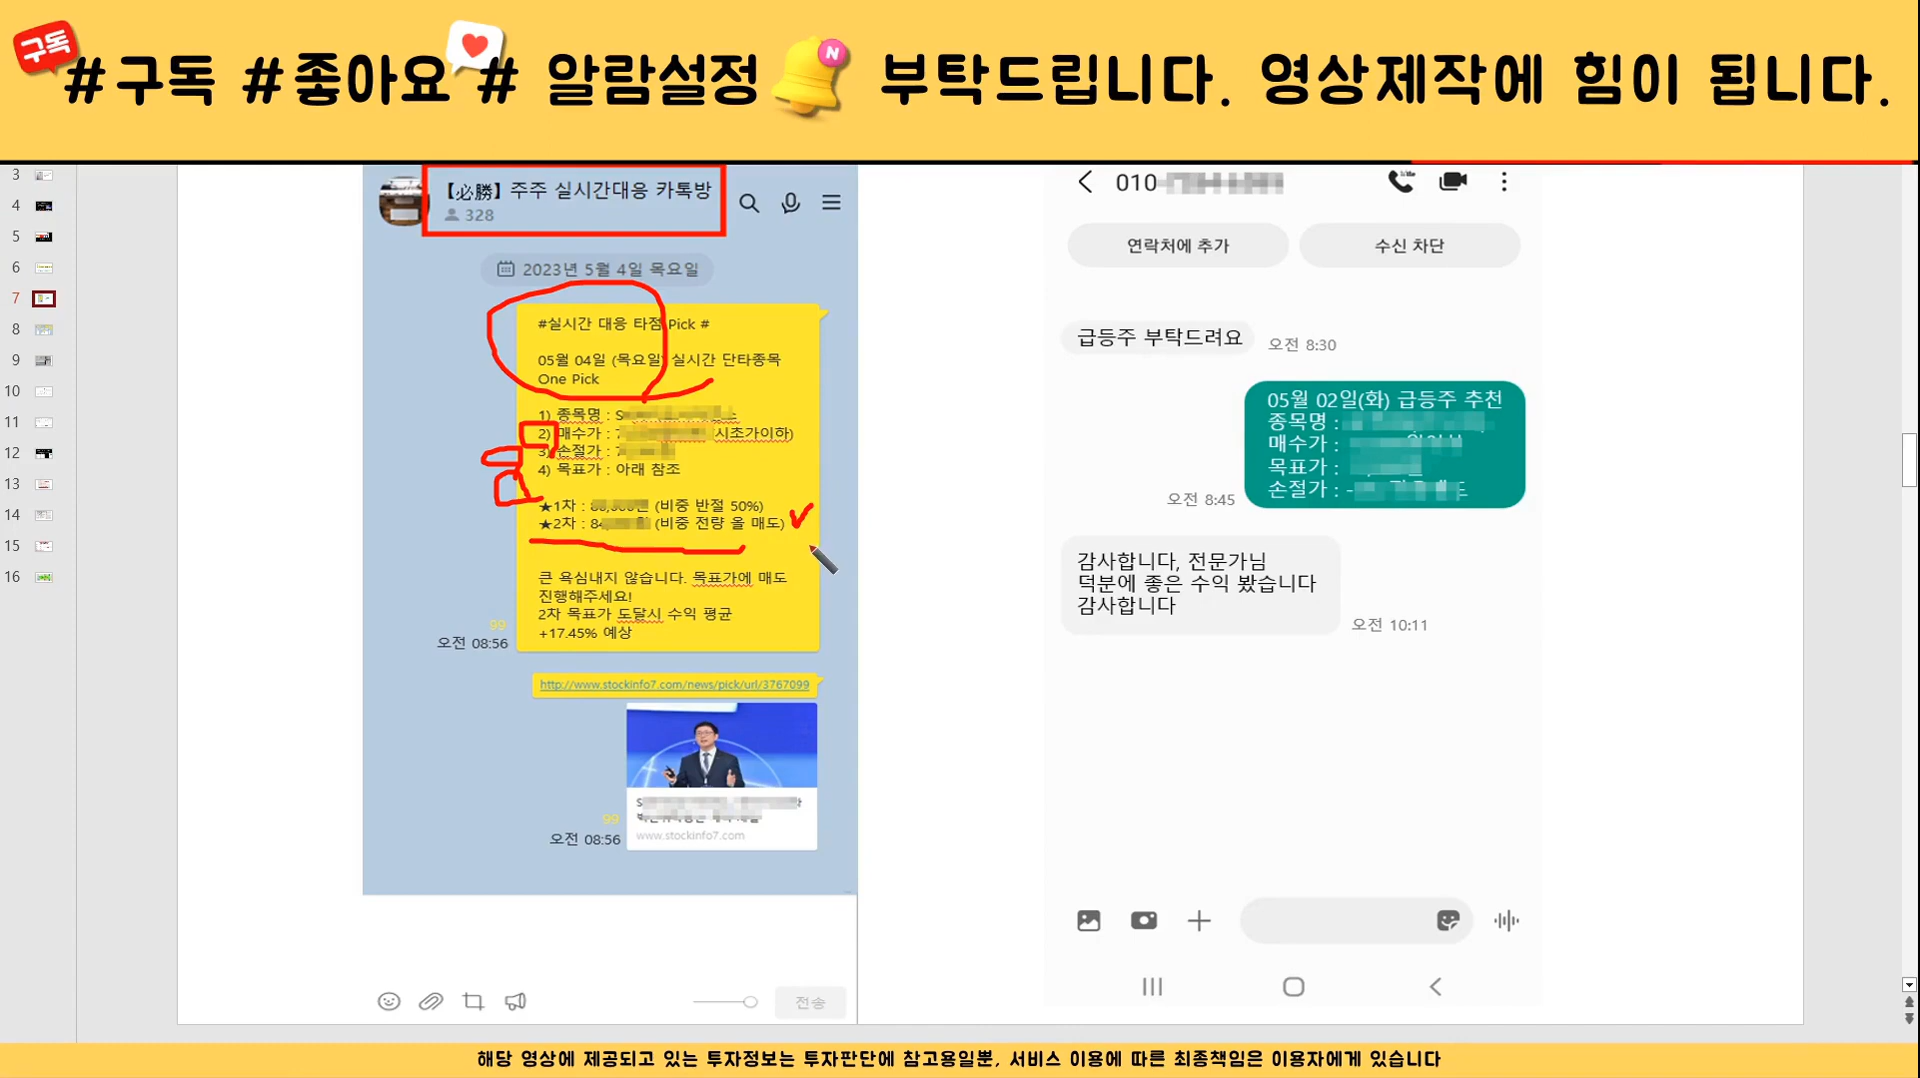 구독
#구독 #좋아요 # 알람설정 부탁드립니다. 영상제작에 힘이 됩니다.
N
3
4
5
6
7
8
9
10
11
12
13
14
15
16
【必勝】 주주 실시간대응 카톡방
328
2023년 5월 4일 목요일
#실시간 대응 타점 Pick #
05월 04일 (목요일) 실시간 단타종목
One Pick
1) 종목명 : S
2) 매수가 : 7 시초가이하)
3) 손절가 : 7
4) 목표가 : 아래 참조
★1차 : (비중 반절 50%)
★2차 : 84 (비중 전량 올 매도)
큰 욕심내지 않습니다. 목표가에 매도
진행해주세요!
2차 목표가 도달시 수익 평균
+17.45% 예상
99
오전 08:56
http://www.stockinfo7.com/news/pick/url/3767099
S
www.stockinfo7.com
99
오전 08:56
전송
010
연락처에 추가
수신 차단
급등주 부탁드려요
오전 8:30
05월 02일(화) 급등주 추천
종목명 :
매수가 :
목표가 :
손절가 : -
오전 8:45
감사합니다, 전문가님
덕분에 좋은 수익 봤습니다
감사합니다
오전 10:11
해당 영상에 제공되고 있는 투자정보는 투자판단에 참고용일뿐, 서비스 이용에 따른 최종책임은 이용자에게 있습니다